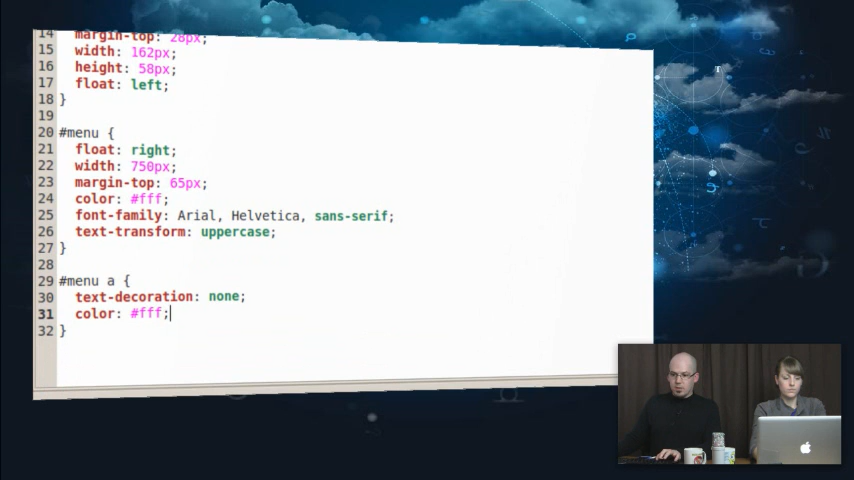 14   margin-top: 28px;
15   width: 162px;
16   height: 58px;
17   float: left;
18 }
19
20 #menu {
21   float: right;
22   width: 750px;
23   margin-top: 65px;
24   color: #fff;
25   font-family: Arial, Helvetica, sans-serif;
26   text-transform: uppercase;
27 }
28
29 #menu a {
30   text-decoration: none;
31   color: #fff;
32 }